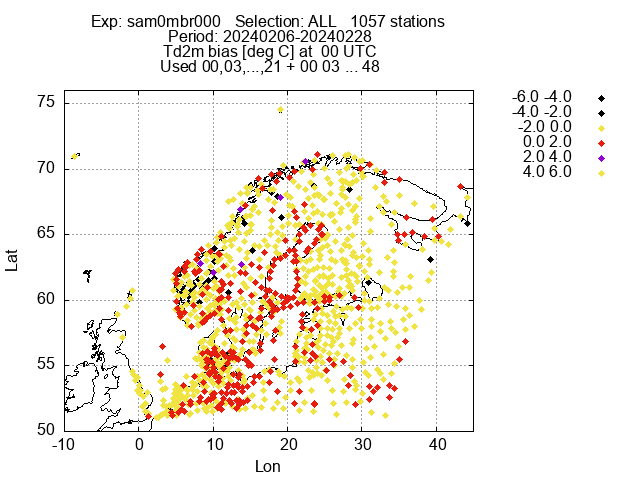 Exp: sam0mbr000   Selection: ALL   1057 stations
Period: 20240206-20240228
Td2m bias [deg C] at  00 UTC
Used 00,03,...,21 + 00 03 ... 48
-6.0 -4.0
-4.0 -2.0
-2.0 0.0
0.0 2.0
2.0 4.0
4.0 6.0
75
70
65
60
55
50
Lat
-10 0 10 20 30 40
Lon